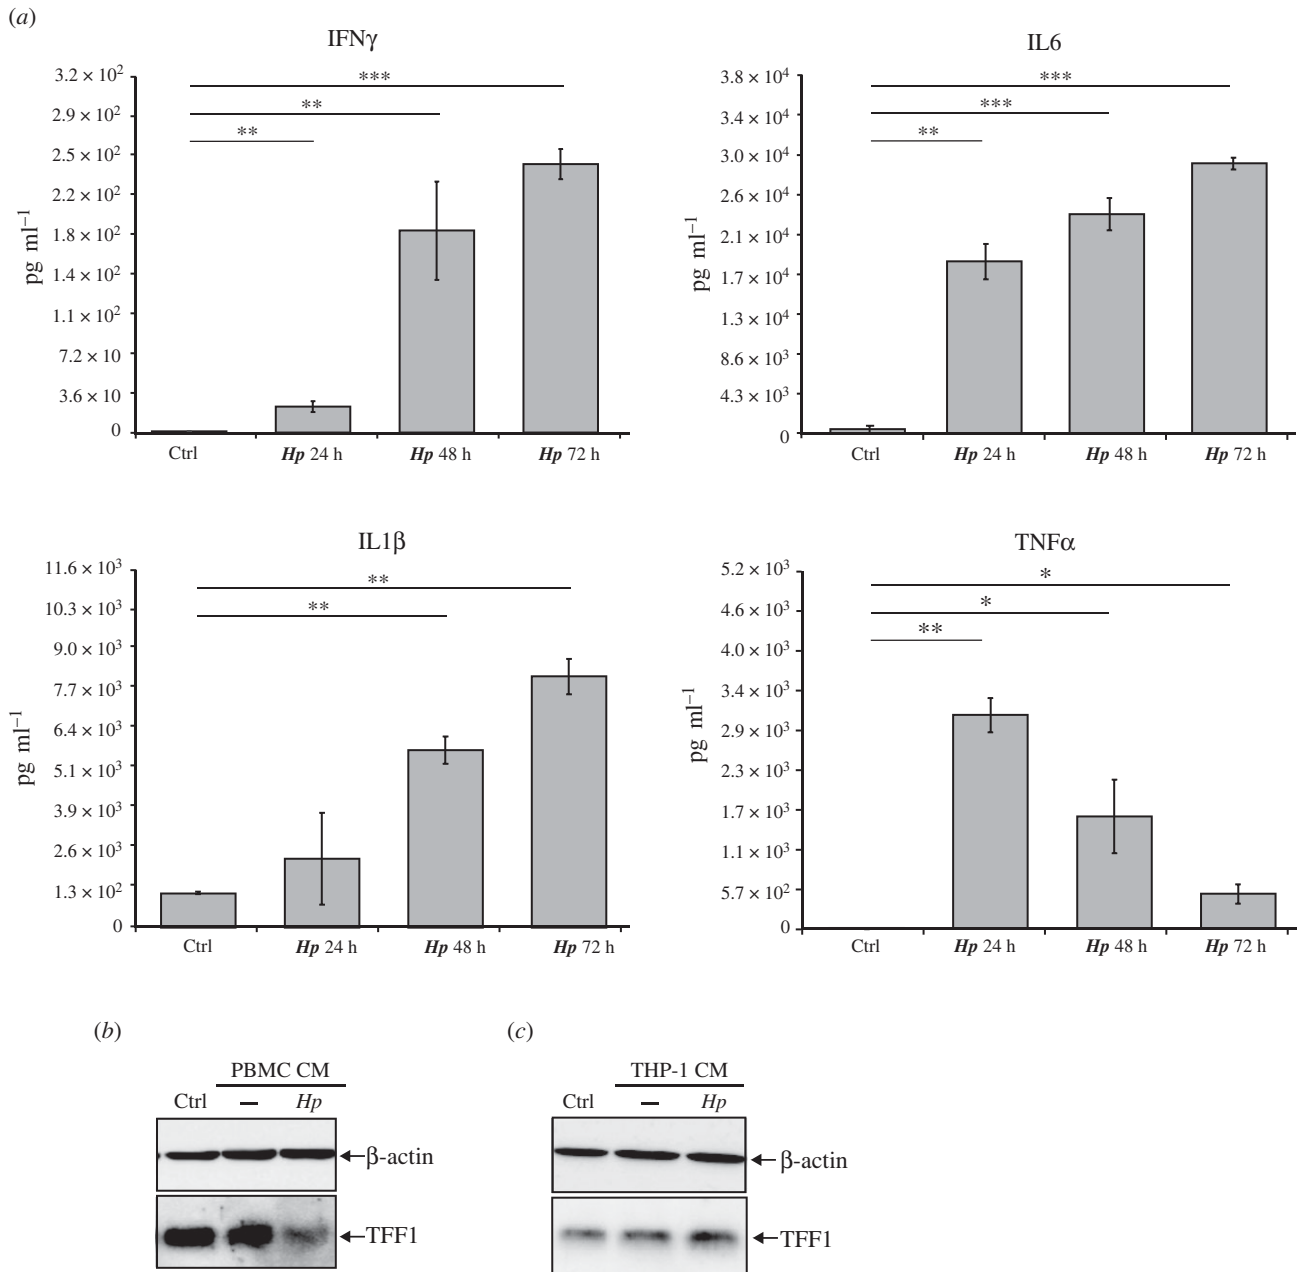 (a)
IFNγ
3.2 × 10²
2.9 × 10²
2.5 × 10²
2.2 × 10²
1.8 × 10²
1.4 × 10²
1.1 × 10²
7.2 × 10
3.6 × 10
0
pg ml⁻¹
***
**
**
Ctrl Hp 24 h Hp 48 h Hp 72 h
IL6
3.8 × 10⁴
3.4 × 10⁴
3.0 × 10⁴
2.6 × 10⁴
2.1 × 10⁴
1.7 × 10⁴
1.3 × 10⁴
8.6 × 10³
4.3 × 10³
0
pg ml⁻¹
***
***
**
Ctrl Hp 24 h Hp 48 h Hp 72 h
IL1β
11.6 × 10³
10.3 × 10³
9.0 × 10³
7.7 × 10³
6.4 × 10³
5.1 × 10³
3.9 × 10³
2.6 × 10³
1.3 × 10²
0
pg ml⁻¹
**
**
Ctrl Hp 24 h Hp 48 h Hp 72 h
TNFα
5.2 × 10³
4.6 × 10³
4.0 × 10³
3.4 × 10³
2.9 × 10³
2.3 × 10³
1.7 × 10³
1.1 × 10³
5.7 × 10²
0
pg ml⁻¹
*
*
**
Ctrl Hp 24 h Hp 48 h Hp 72 h
(b)
PBMC CM
Ctrl – Hp
β-actin
TFF1
(c)
THP-1 CM
Ctrl – Hp
β-actin
TFF1